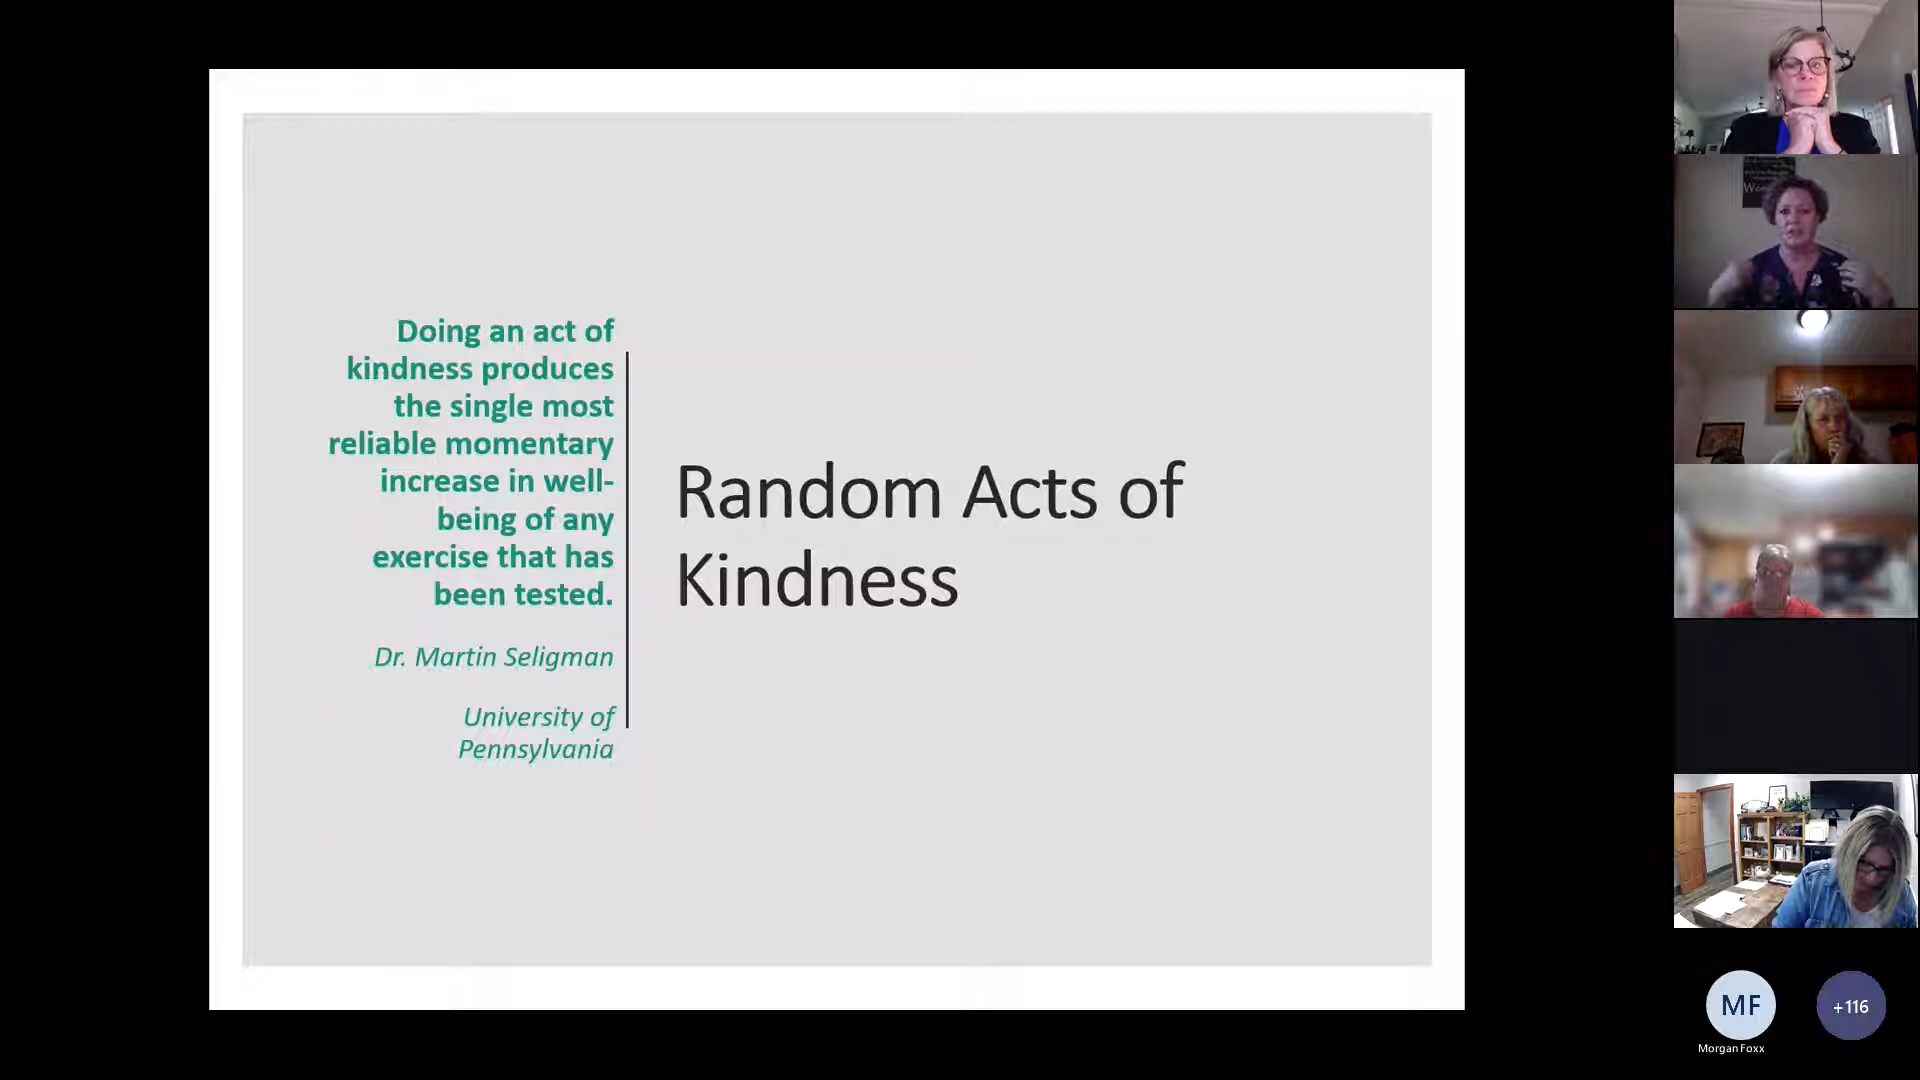 Doing an act of
kindness produces
the single most
reliable momentary
increase in well-
being of any
exercise that has
been tested.
Dr. Martin Seligman
University of
Pennsylvania
Random Acts of
Kindness
MF
Morgan Foxx
+116